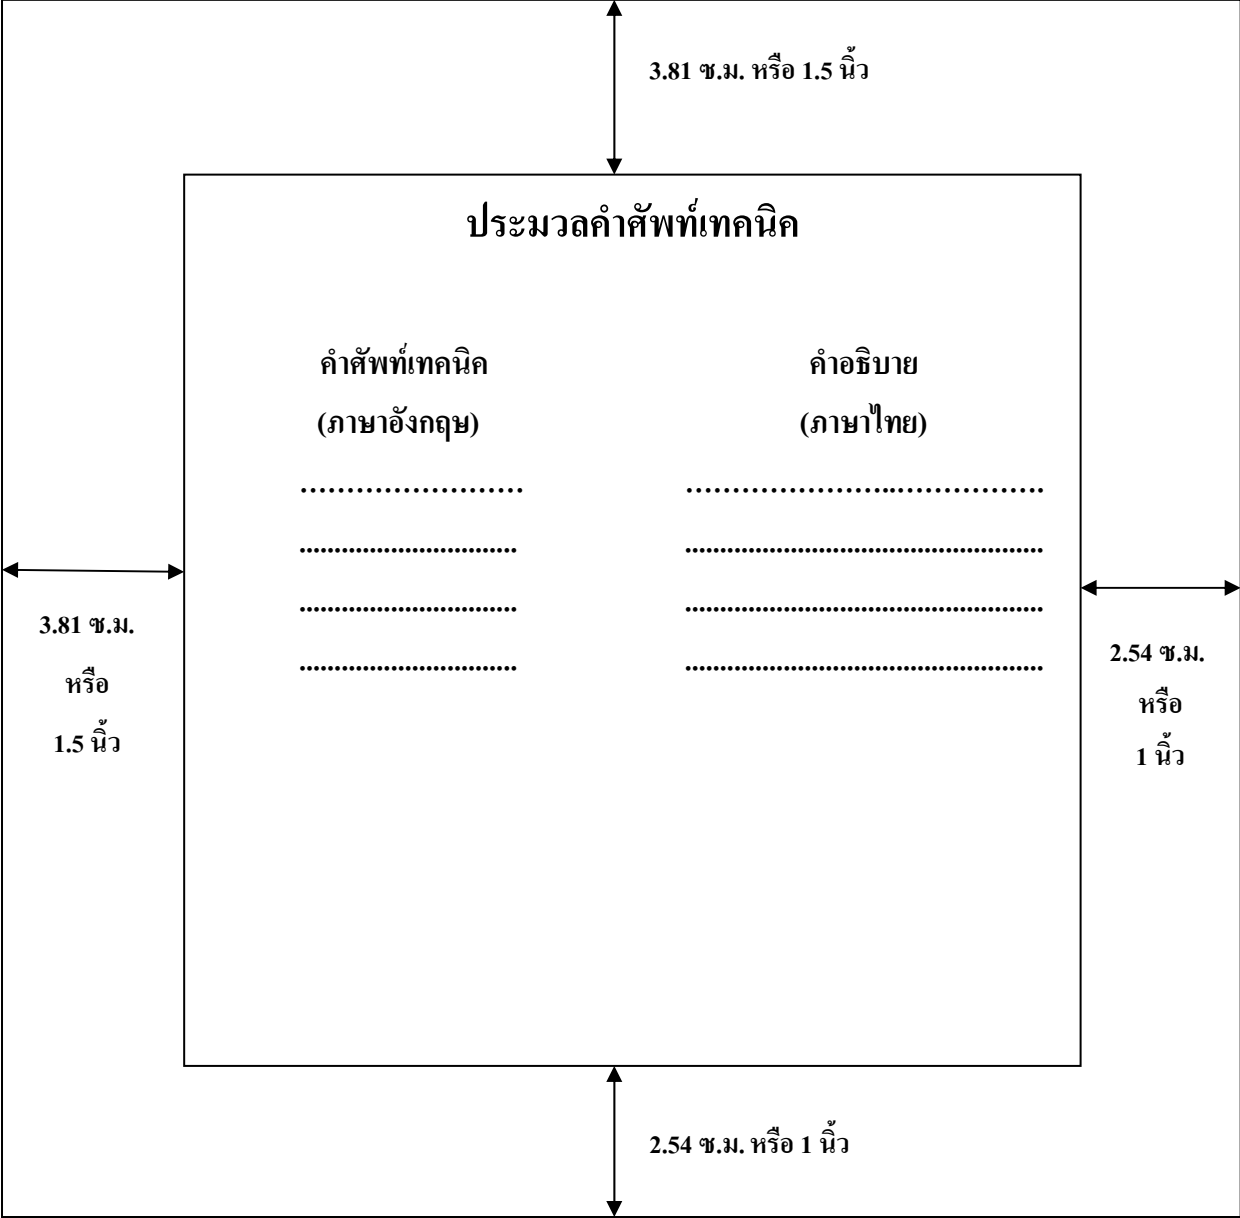 3.81 ซ.ม. หรือ 1.5 นิ้ว
ประมวลคำศัพท์เทคนิค
คำศัพท์เทคนิค คำอธิบาย
(ภาษาอังกฤษ) (ภาษาไทย)
…………………… …………………..…………….
............................... ...................................................
............................... ...................................................
............................... ...................................................
3.81 ซ.ม.
หรือ
1.5 นิ้ว
2.54 ซ.ม.
หรือ
1 นิ้ว
2.54 ซ.ม. หรือ 1 นิ้ว